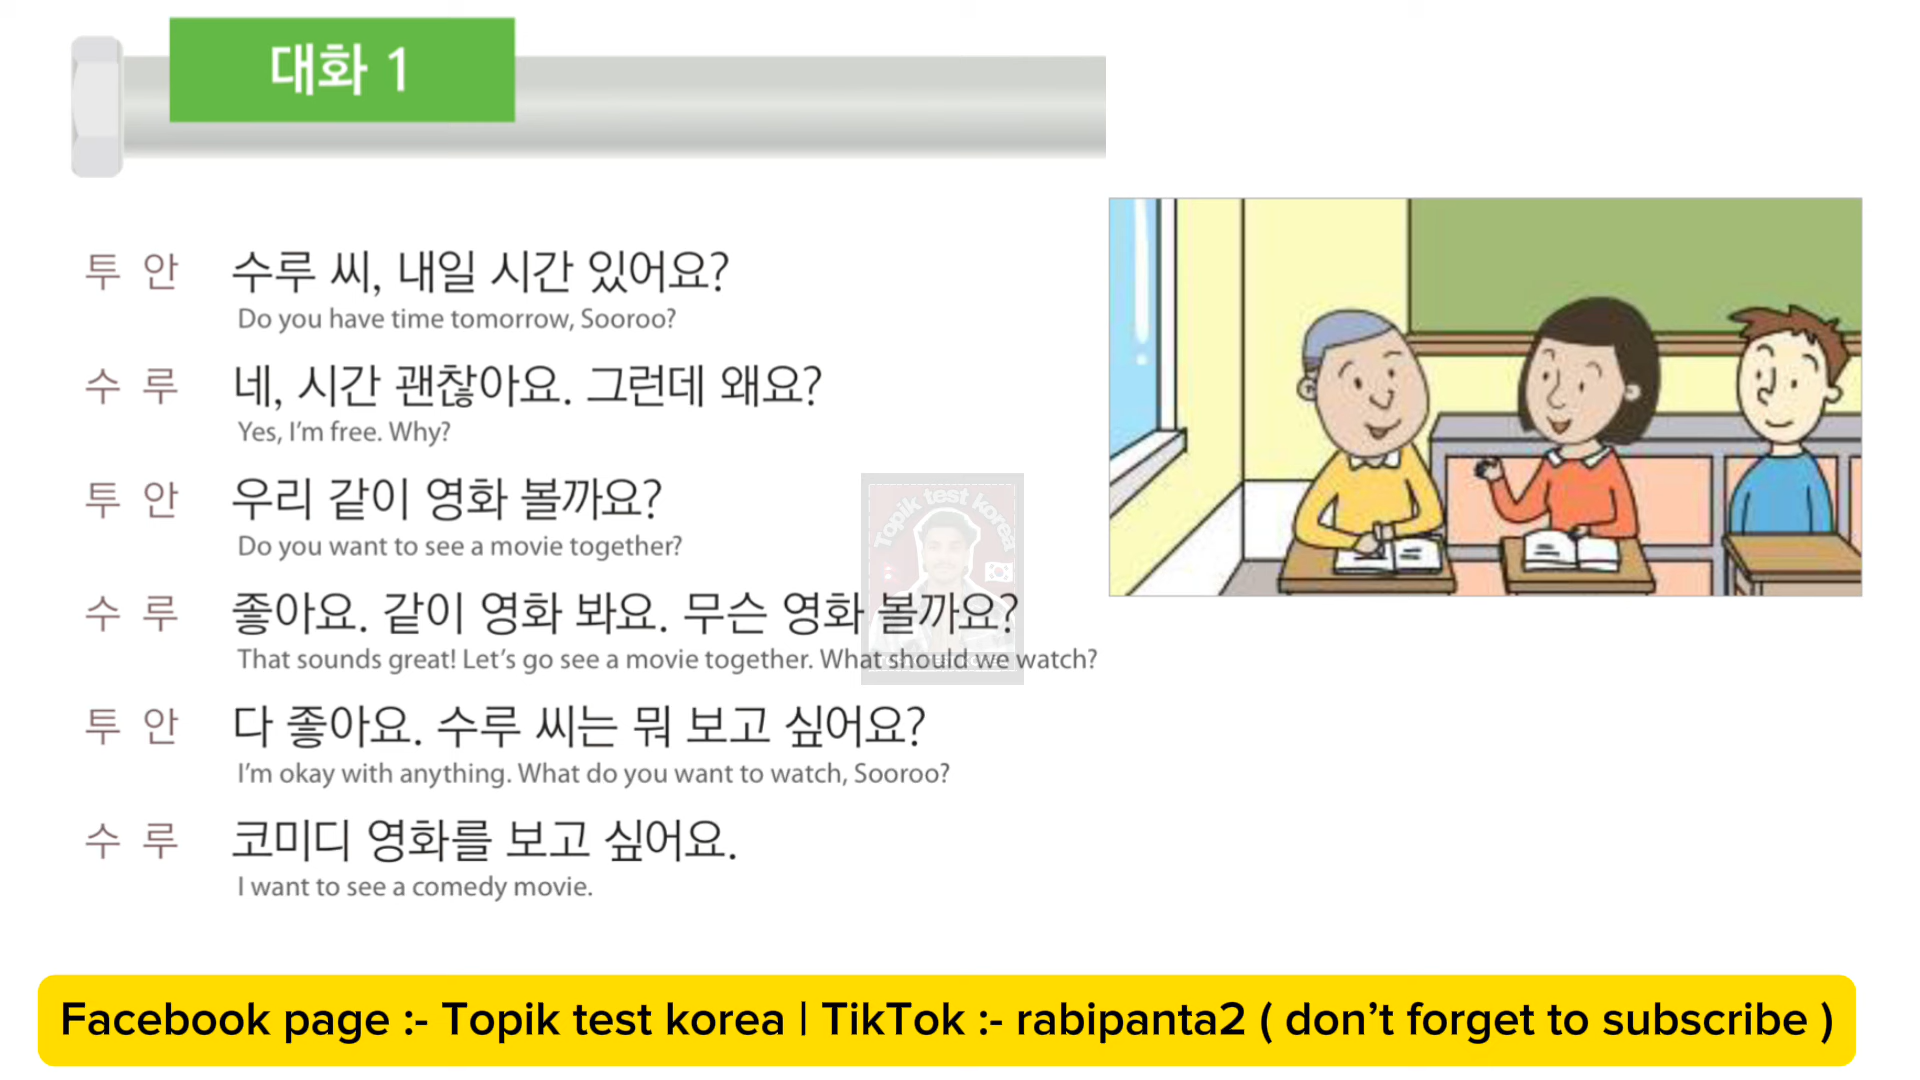 대화 1
투 안 수루 씨, 내일 시간 있어요?
Do you have time tomorrow, Sooroo?
수 루 네, 시간 괜찮아요. 그런데 왜요?
Yes, I’m free. Why?
투 안 우리 같이 영화 볼까요?
Do you want to see a movie together?
Topik test korea
수 루 좋아요. 같이 영화 봐요. 무슨 영화 볼까요?
That sounds great! Let’s go see a movie together. What should we watch?
투 안 다 좋아요. 수루 씨는 뭐 보고 싶어요?
I’m okay with anything. What do you want to watch, Sooroo?
수 루 코미디 영화를 보고 싶어요.
I want to see a comedy movie.
Facebook page :- Topik test korea | TikTok :- rabipanta2 ( don’t forget to subscribe )